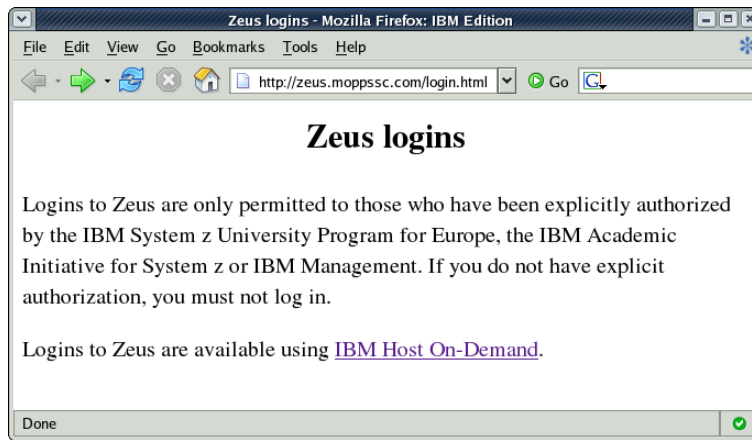 Zeus logins - Mozilla Firefox: IBM Edition
File Edit View Go Bookmarks Tools Help
http://zeus.moppssc.com/login.html Go G
Zeus logins
Logins to Zeus are only permitted to those who have been explicitly authorized
by the IBM System z University Program for Europe, the IBM Academic
Initiative for System z or IBM Management. If you do not have explicit
authorization, you must not log in.
Logins to Zeus are available using IBM Host On-Demand.
Done